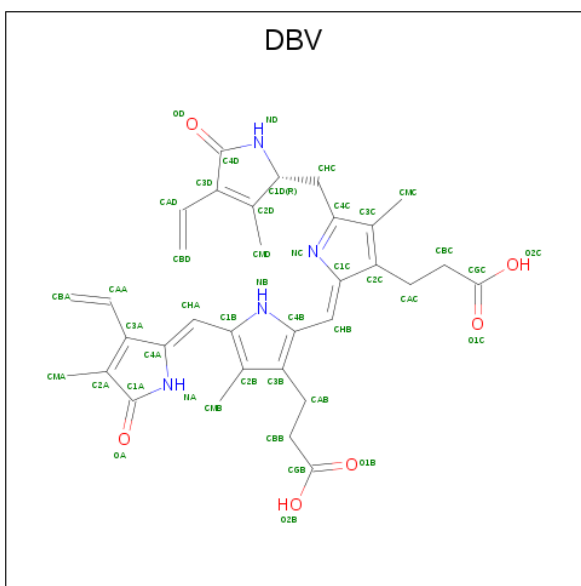 DBV
OD
O
H
N
ND
C4D
CHC
C3D
C1D(R)
CAD
CMC
C2D
C4C
C3C
CBD
CMD
N
NC
CBC
O2C
OH
C1C
CGC
C2C
CAC
NB
H
N
O
O1C
CBA
CAA
CHA
C1B
C4B
CHB
C3A
C4A
CMA
C2A
NH
NA
C2B
C3B
C1A
CMB
CAB
O
OA
CBB
CGB
O
O1B
HO
O2B